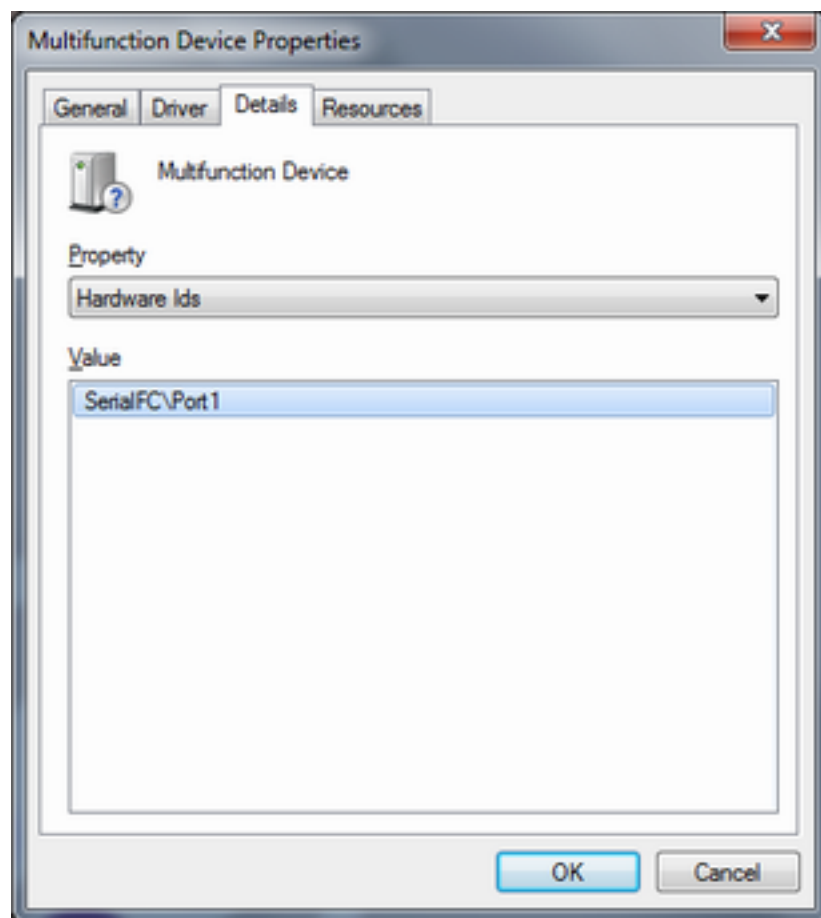 Multifunction Device Properties
General Driver Details Resources
Multifunction Device
Property
Hardware Ids
Value
SerialFC\Port1
OK Cancel